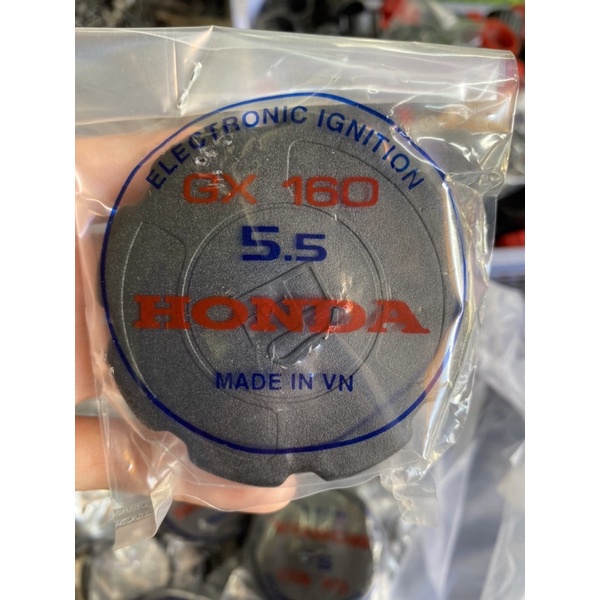 ELECTRONIC IGNITION
GX 160
5.5
HONDA
MADE IN VN